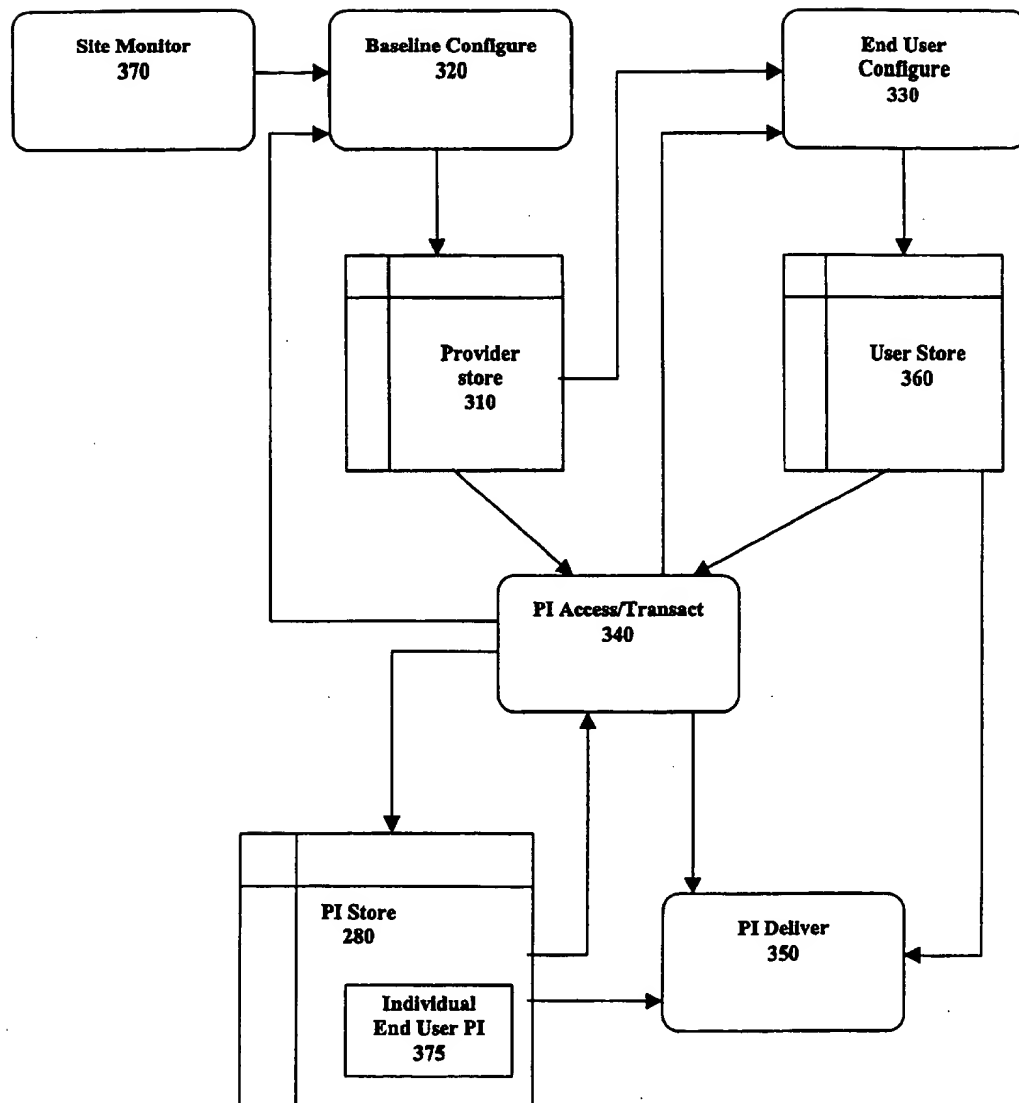 Site Monitor
370
Baseline Configure
320
End User
Configure
330
Provider
store
310
User Store
360
PI Access/Transact
340
PI Store
280
Individual
End User PI
375
PI Deliver
350